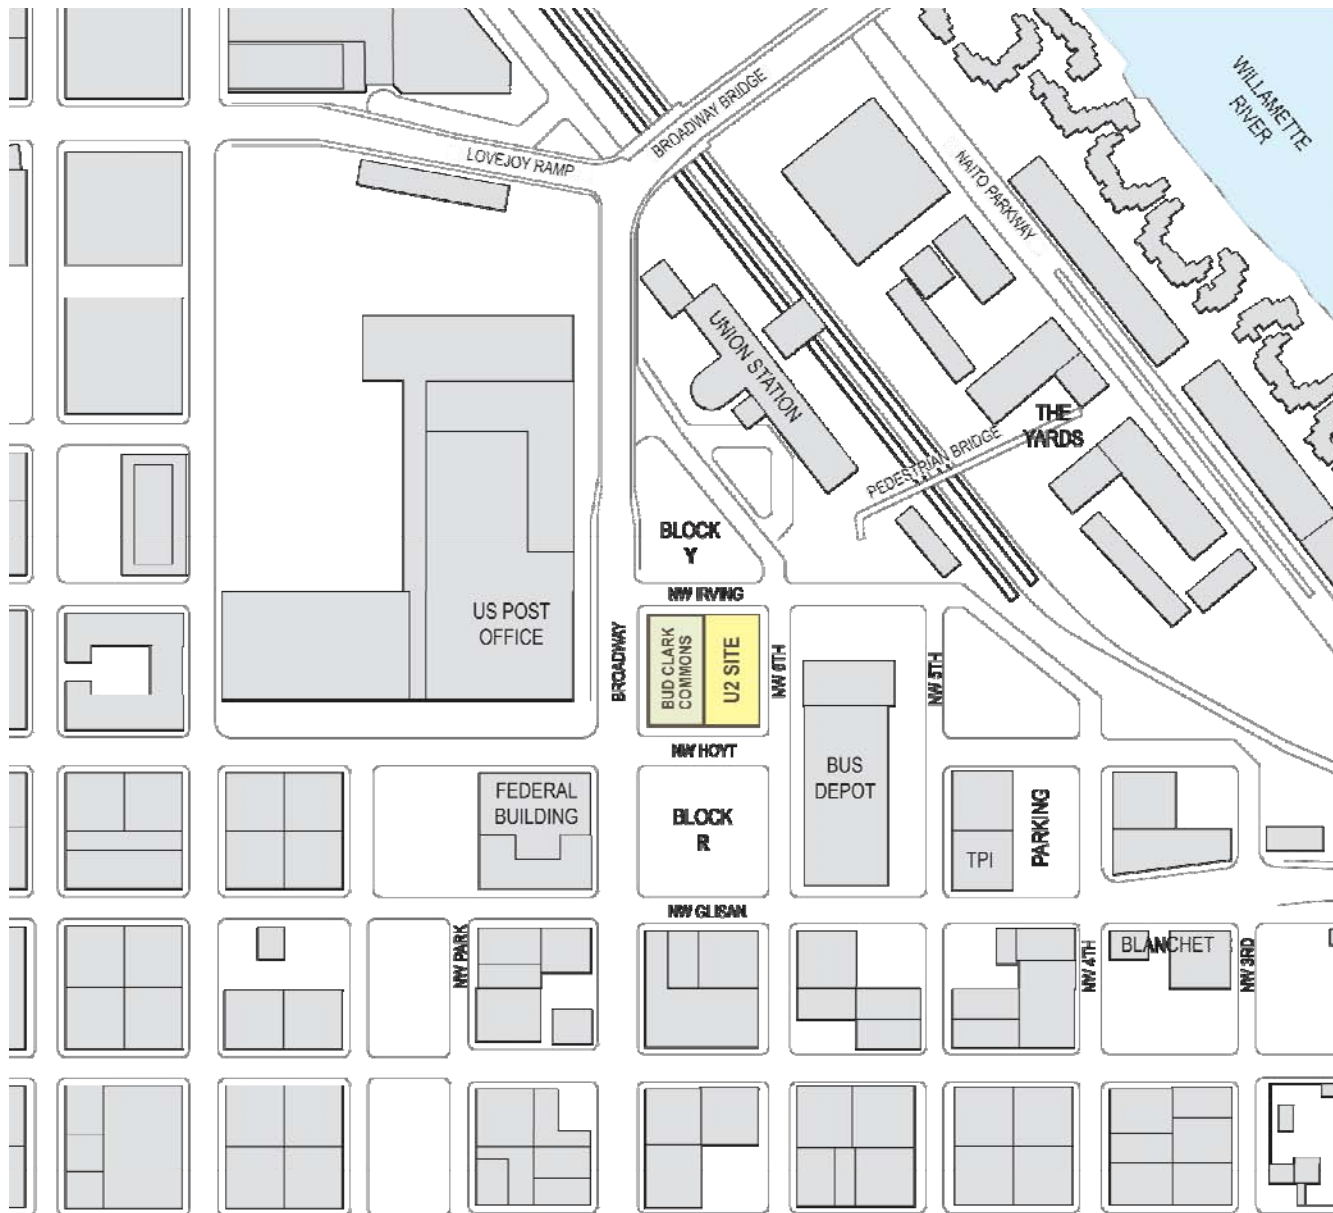 WILLAMETTE
RIVER
BROADWAY BRIDGE
LOVEJOY RAMP
NAITO PARKWAY
UNION STATION
THE
YARDS
PEDESTRIAN BRIDGE
BLOCK
Y
NW IRVING
US POST
OFFICE
BROADWAY
BUD CLARK
COMMONS
U2 SITE
NW 6TH
NW 5TH
NW HOYT
BUS
DEPOT
FEDERAL
BUILDING
BLOCK
R
PARKING
TPI
NW GLISAN
NW PARK
NW 4TH
BLANCHET
NW 3RD